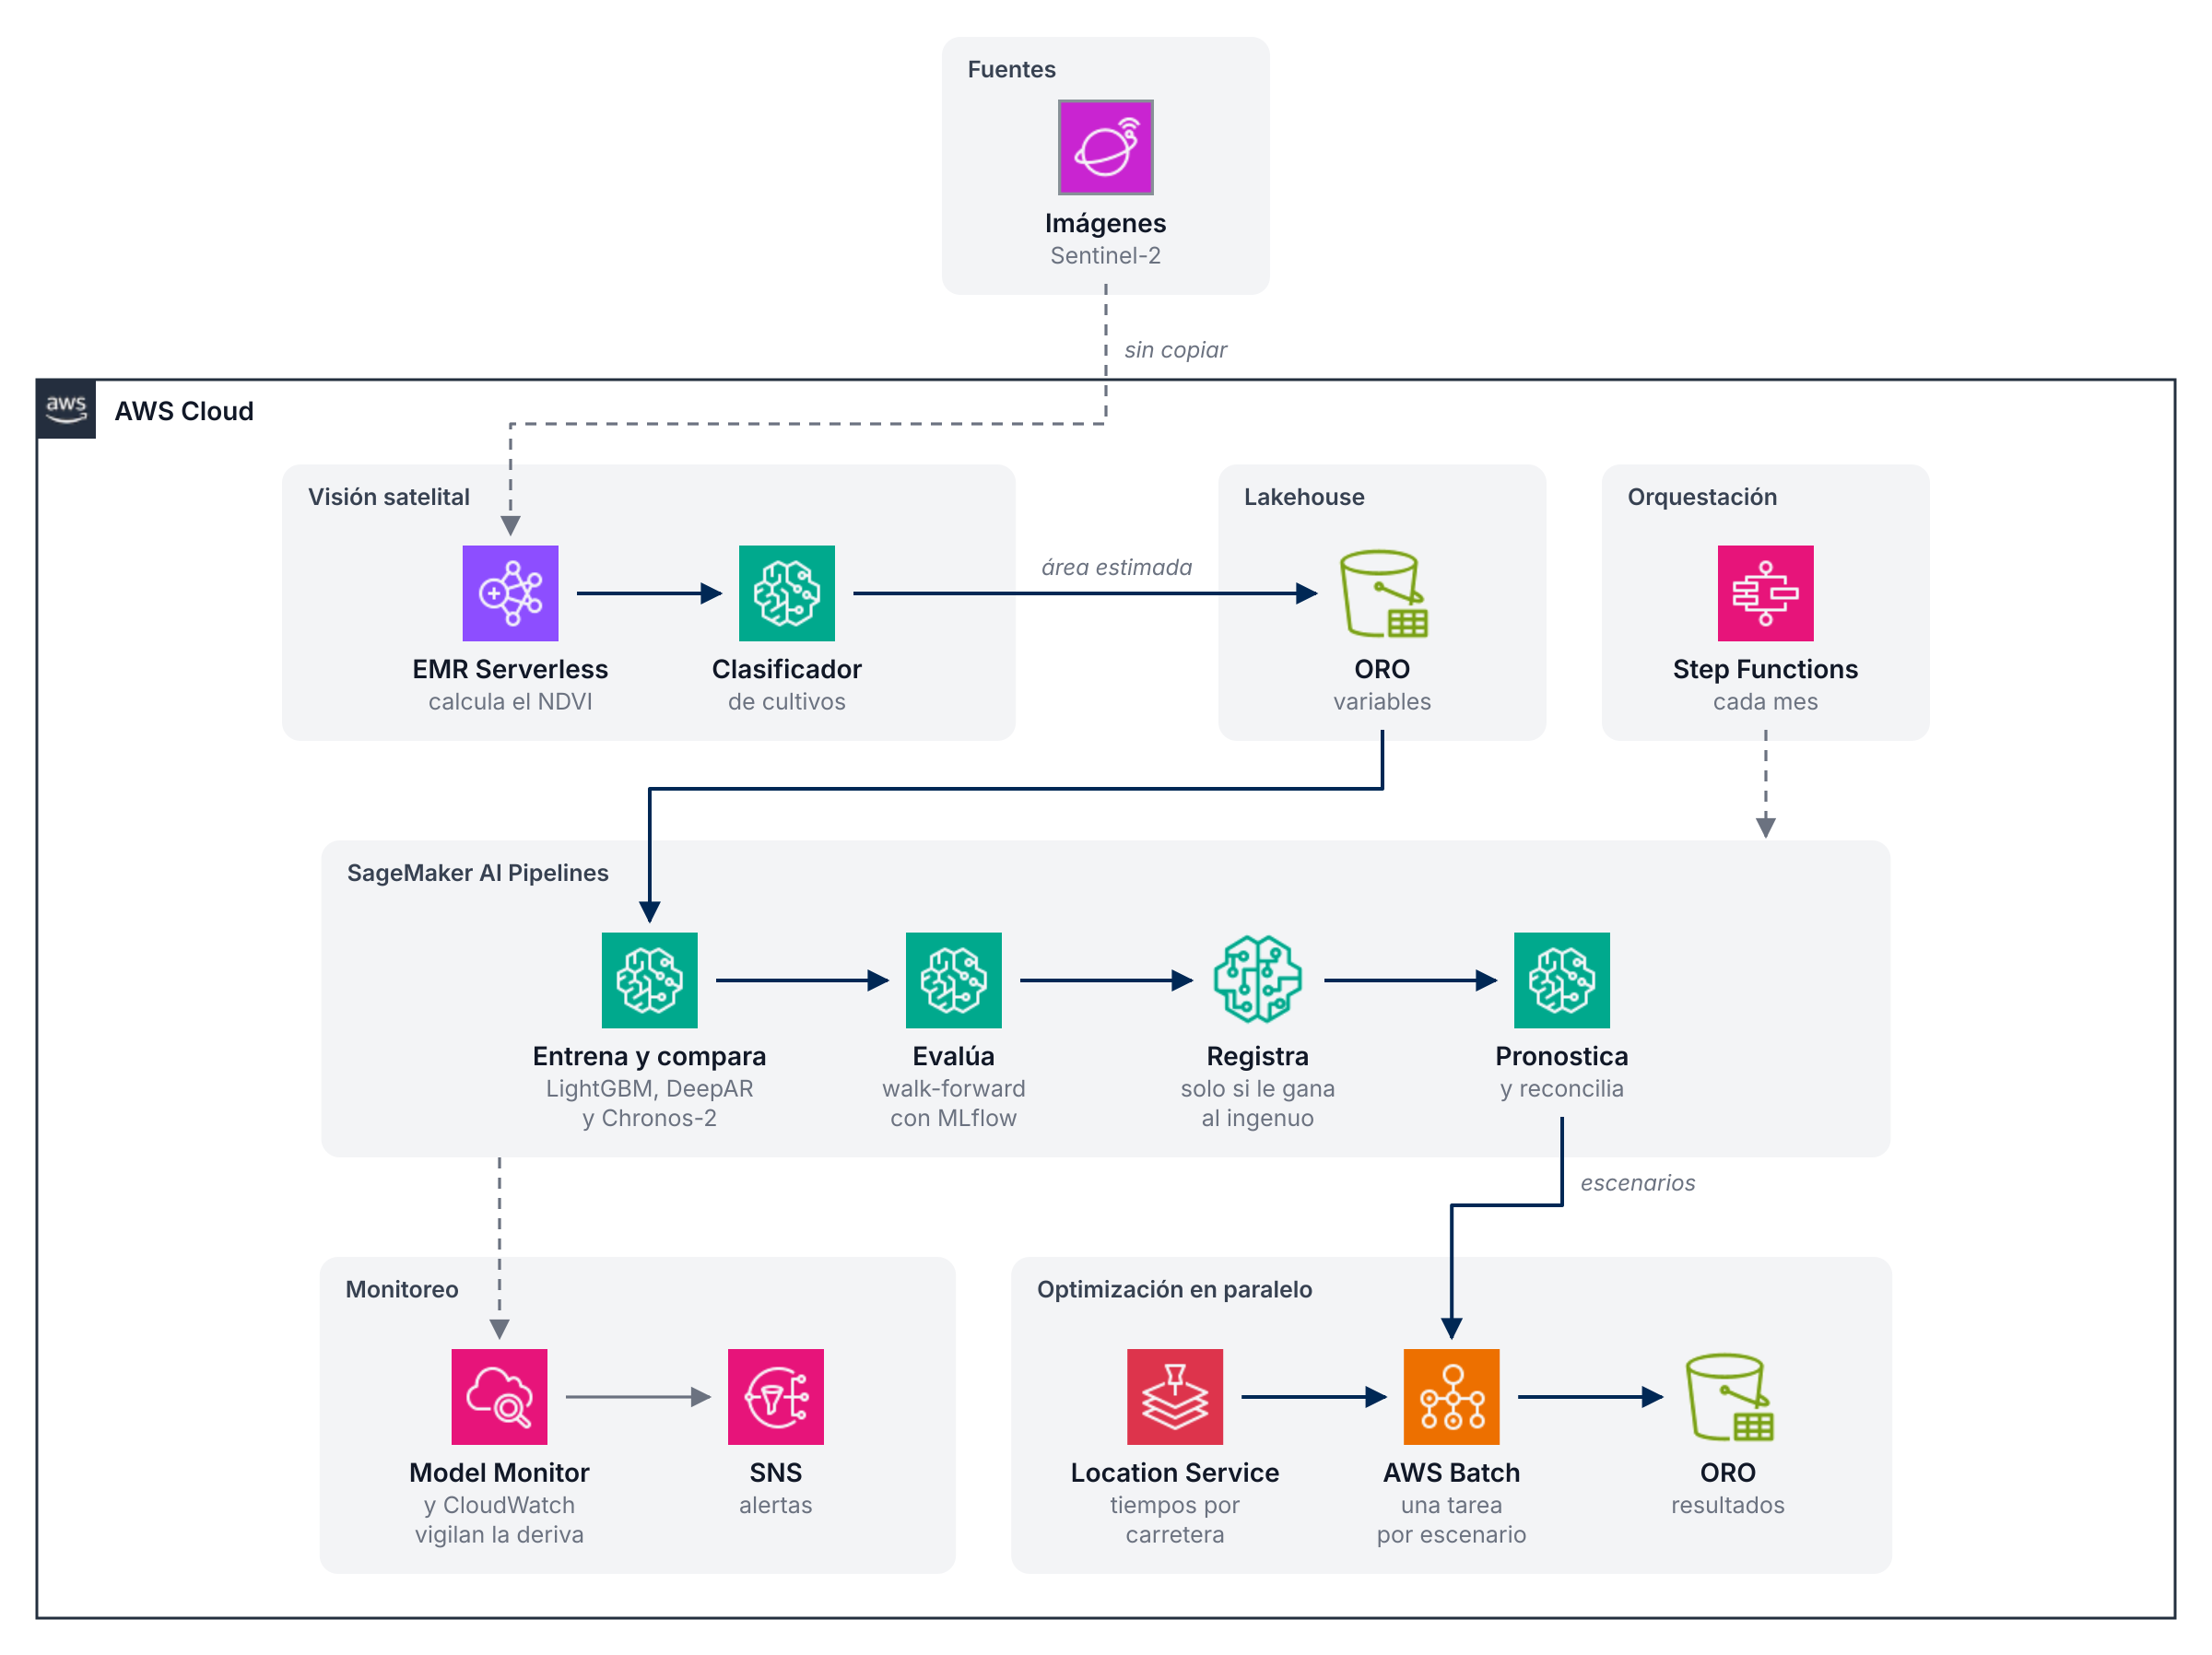 Fuentes
Imágenes
Sentinel-2
sin copiar
aws
AWS Cloud
Visión satelital
EMR Serverless
calcula el NDVI
Clasificador
de cultivos
área estimada
Lakehouse
ORO
variables
Orquestación
Step Functions
cada mes
SageMaker AI Pipelines
Entrena y compara
LightGBM, DeepAR
y Chronos-2
Evalúa
walk-forward
con MLflow
Registra
solo si le gana
al ingenuo
Pronostica
y reconcilia
escenarios
Monitoreo
Model Monitor
y CloudWatch
vigilan la deriva
SNS
alertas
Optimización en paralelo
Location Service
tiempos por
carretera
AWS Batch
una tarea
por escenario
ORO
resultados